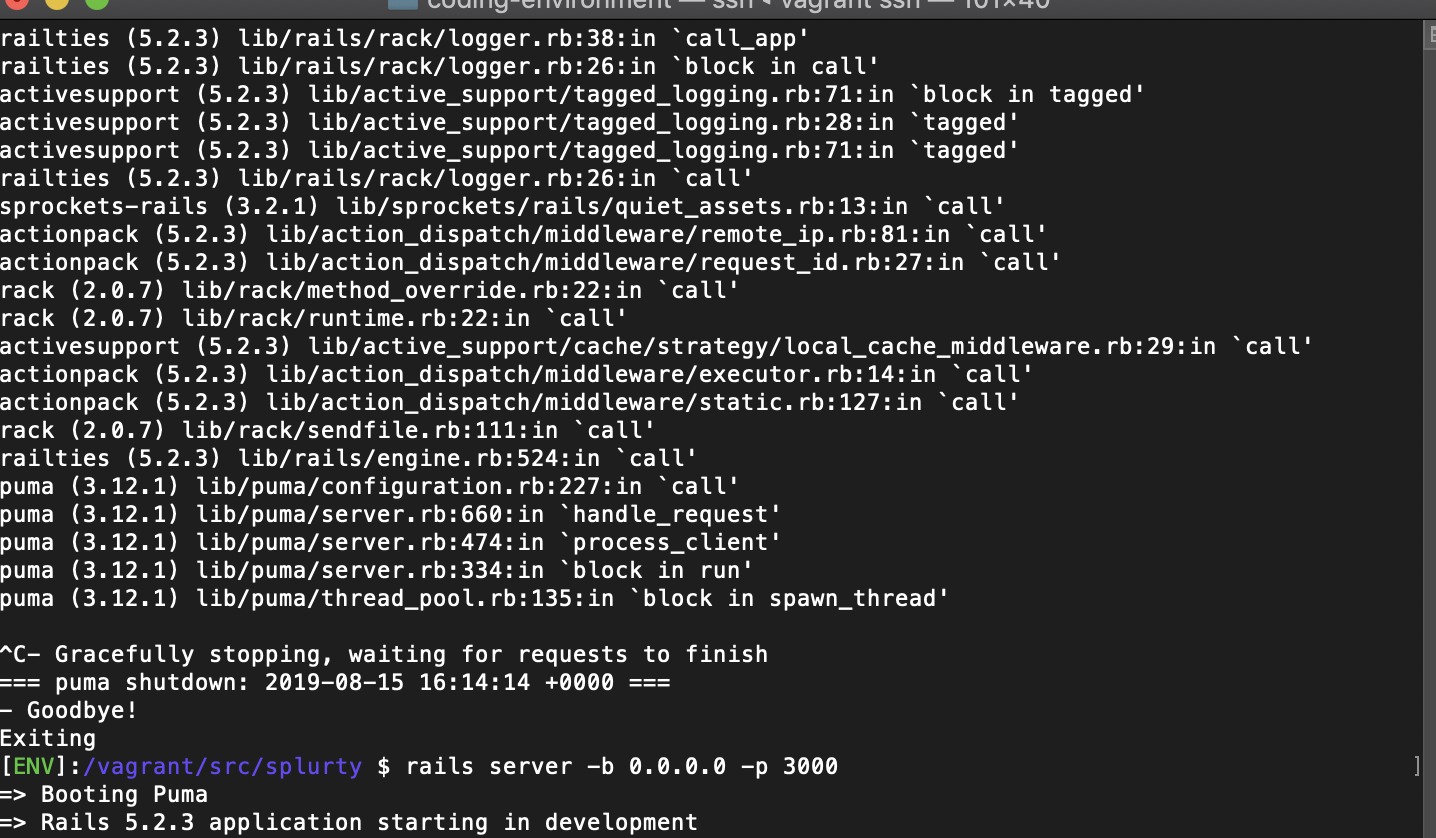 coding-environment — ssh ◂ vagrant ssh — 101×40
railties (5.2.3) lib/rails/rack/logger.rb:38:in `call_app'
railties (5.2.3) lib/rails/rack/logger.rb:26:in `block in call'
activesupport (5.2.3) lib/active_support/tagged_logging.rb:71:in `block in tagged'
activesupport (5.2.3) lib/active_support/tagged_logging.rb:28:in `tagged'
activesupport (5.2.3) lib/active_support/tagged_logging.rb:71:in `tagged'
railties (5.2.3) lib/rails/rack/logger.rb:26:in `call'
sprockets-rails (3.2.1) lib/sprockets/rails/quiet_assets.rb:13:in `call'
actionpack (5.2.3) lib/action_dispatch/middleware/remote_ip.rb:81:in `call'
actionpack (5.2.3) lib/action_dispatch/middleware/request_id.rb:27:in `call'
rack (2.0.7) lib/rack/method_override.rb:22:in `call'
rack (2.0.7) lib/rack/runtime.rb:22:in `call'
activesupport (5.2.3) lib/active_support/cache/strategy/local_cache_middleware.rb:29:in `call'
actionpack (5.2.3) lib/action_dispatch/middleware/executor.rb:14:in `call'
actionpack (5.2.3) lib/action_dispatch/middleware/static.rb:127:in `call'
rack (2.0.7) lib/rack/sendfile.rb:111:in `call'
railties (5.2.3) lib/rails/engine.rb:524:in `call'
puma (3.12.1) lib/puma/configuration.rb:227:in `call'
puma (3.12.1) lib/puma/server.rb:660:in `handle_request'
puma (3.12.1) lib/puma/server.rb:474:in `process_client'
puma (3.12.1) lib/puma/server.rb:334:in `block in run'
puma (3.12.1) lib/puma/thread_pool.rb:135:in `block in spawn_thread'
^C- Gracefully stopping, waiting for requests to finish
=== puma shutdown: 2019-08-15 16:14:14 +0000 ===
- Goodbye!
Exiting
[ENV]:/vagrant/src/splurty $ rails server -b 0.0.0.0 -p 3000 ]
=> Booting Puma
=> Rails 5.2.3 application starting in development